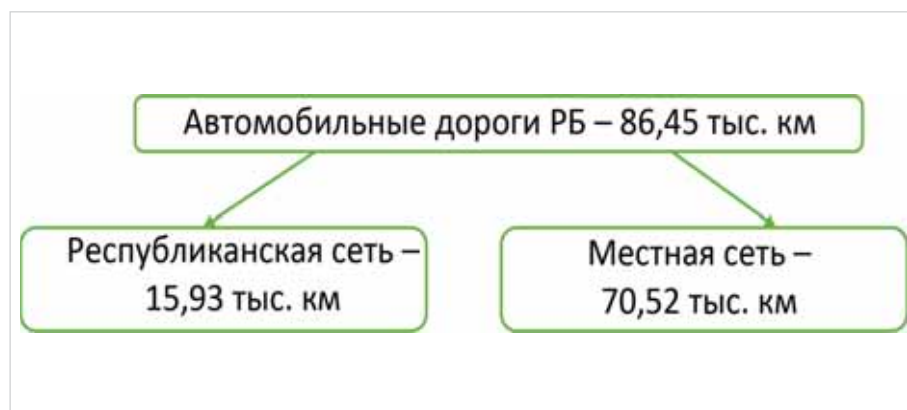 Автомобильные дороги РБ – 86,45 тыс. км
Республиканская сеть –
15,93 тыс. км
Местная сеть –
70,52 тыс. км